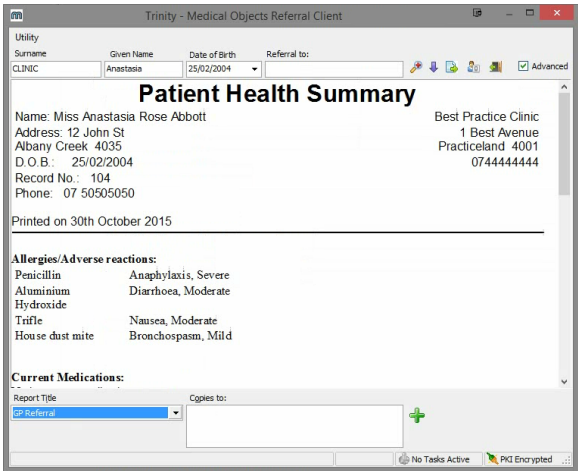 Trinity - Medical Objects Referral Client
Utility
Surname Given Name Date of Birth Referral to:
CLINIC Anastasia 25/02/2004 Advanced
Patient Health Summary
Name: Miss Anastasia Rose Abbott Best Practice Clinic
Address: 12 John St 1 Best Avenue
Albany Creek 4035 Practiceland 4001
D.O.B.: 25/02/2004 0744444444
Record No.: 104
Phone: 07 50505050
Printed on 30th October 2015
Allergies/Adverse reactions:
Penicillin Anaphylaxis, Severe
Aluminium Diarrhoea, Moderate
Hydroxide
Trifle Nausea, Moderate
House dust mite Bronchospasm, Mild
Current Medications:
Report Title Copies to:
GP Referral
No Tasks Active PKI Encrypted